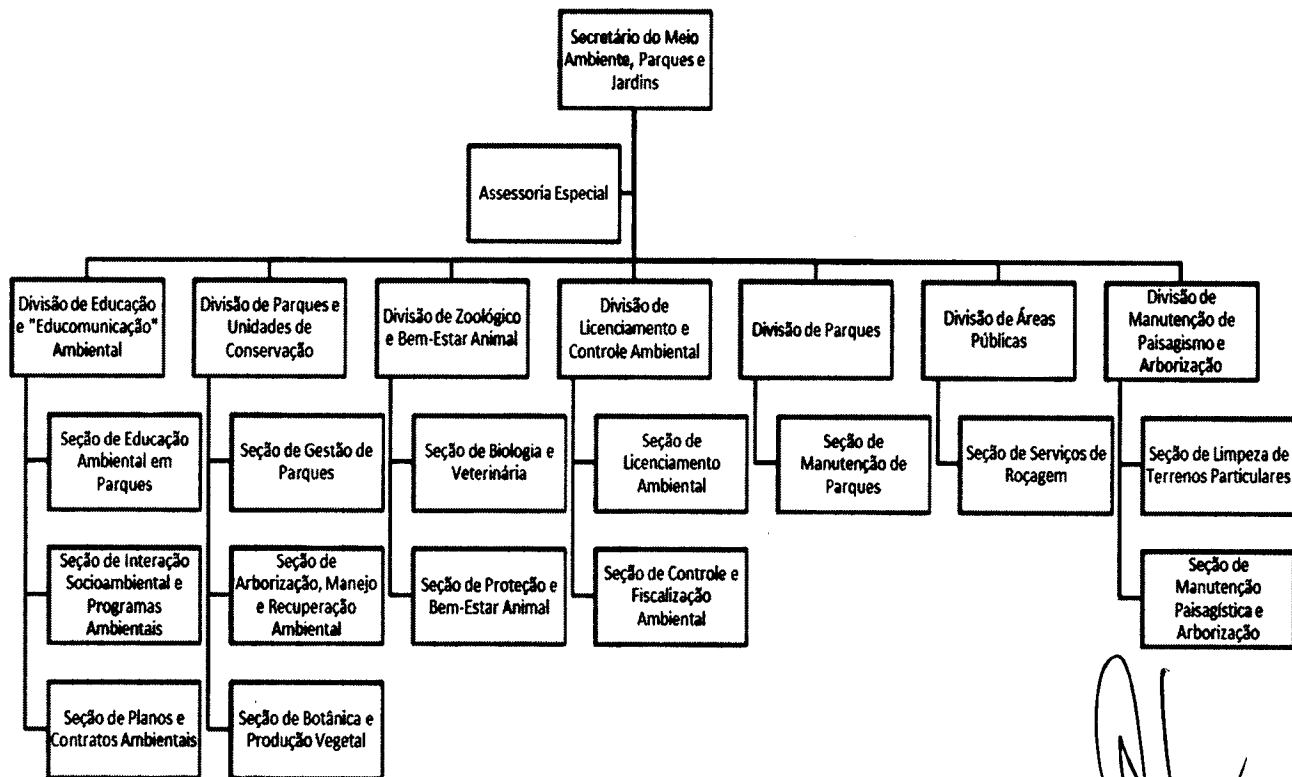 Secretário do Meio
Ambiente, Parques e
Jardins
Assessoria Especial
Divisão de Educação
e "Educomunicação"
Ambiental
Divisão de Parques e
Unidades de
Conservação
Divisão de Zoológico
e Bem-Estar Animal
Divisão de
Licenciamento e
Controle Ambiental
Divisão de Parques
Divisão de Áreas
Públicas
Divisão de
Manutenção de
Paisagismo e
Arborização
Seção de Educação
Ambiental em
Parques
Seção de Gestão de
Parques
Seção de Biologia e
Veterinária
Seção de
Licenciamento
Ambiental
Seção de
Manutenção de
Parques
Seção de Serviços de
Roçagem
Seção de Limpeza de
Terrenos Particulares
Seção de Interação
Socioambiental e
Programas
Ambientais
Seção de
Arborização, Manejo
e Recuperação
Ambiental
Seção de Proteção e
Bem-Estar Animal
Seção de Controle e
Fiscalização
Ambiental
Seção de
Manutenção
Paisagística e
Arborização
Seção de Planos e
Contratos Ambientais
Seção de Botânica e
Produção Vegetal